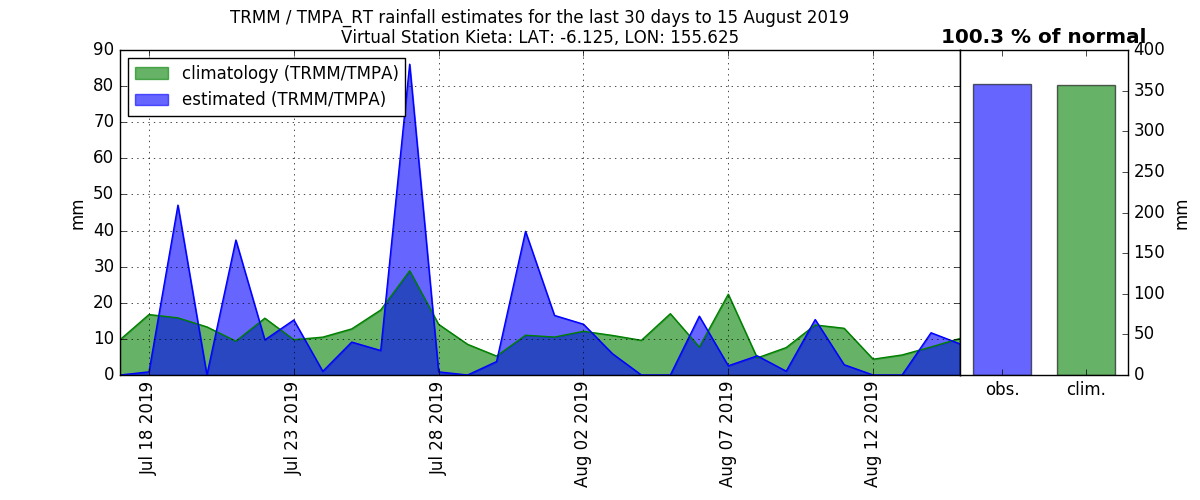 TRMM / TMPA_RT rainfall estimates for the last 30 days to 15 August 2019
Virtual Station Kieta: LAT: -6.125, LON: 155.625
100.3 % of normal
climatology (TRMM/TMPA)
estimated (TRMM/TMPA)
90
80
70
60
50
40
30
20
10
0
mm
Jul 18 2019
Jul 23 2019
Jul 28 2019
Aug 02 2019
Aug 07 2019
Aug 12 2019
400
350
300
250
200
150
100
50
0
mm
obs.
clim.